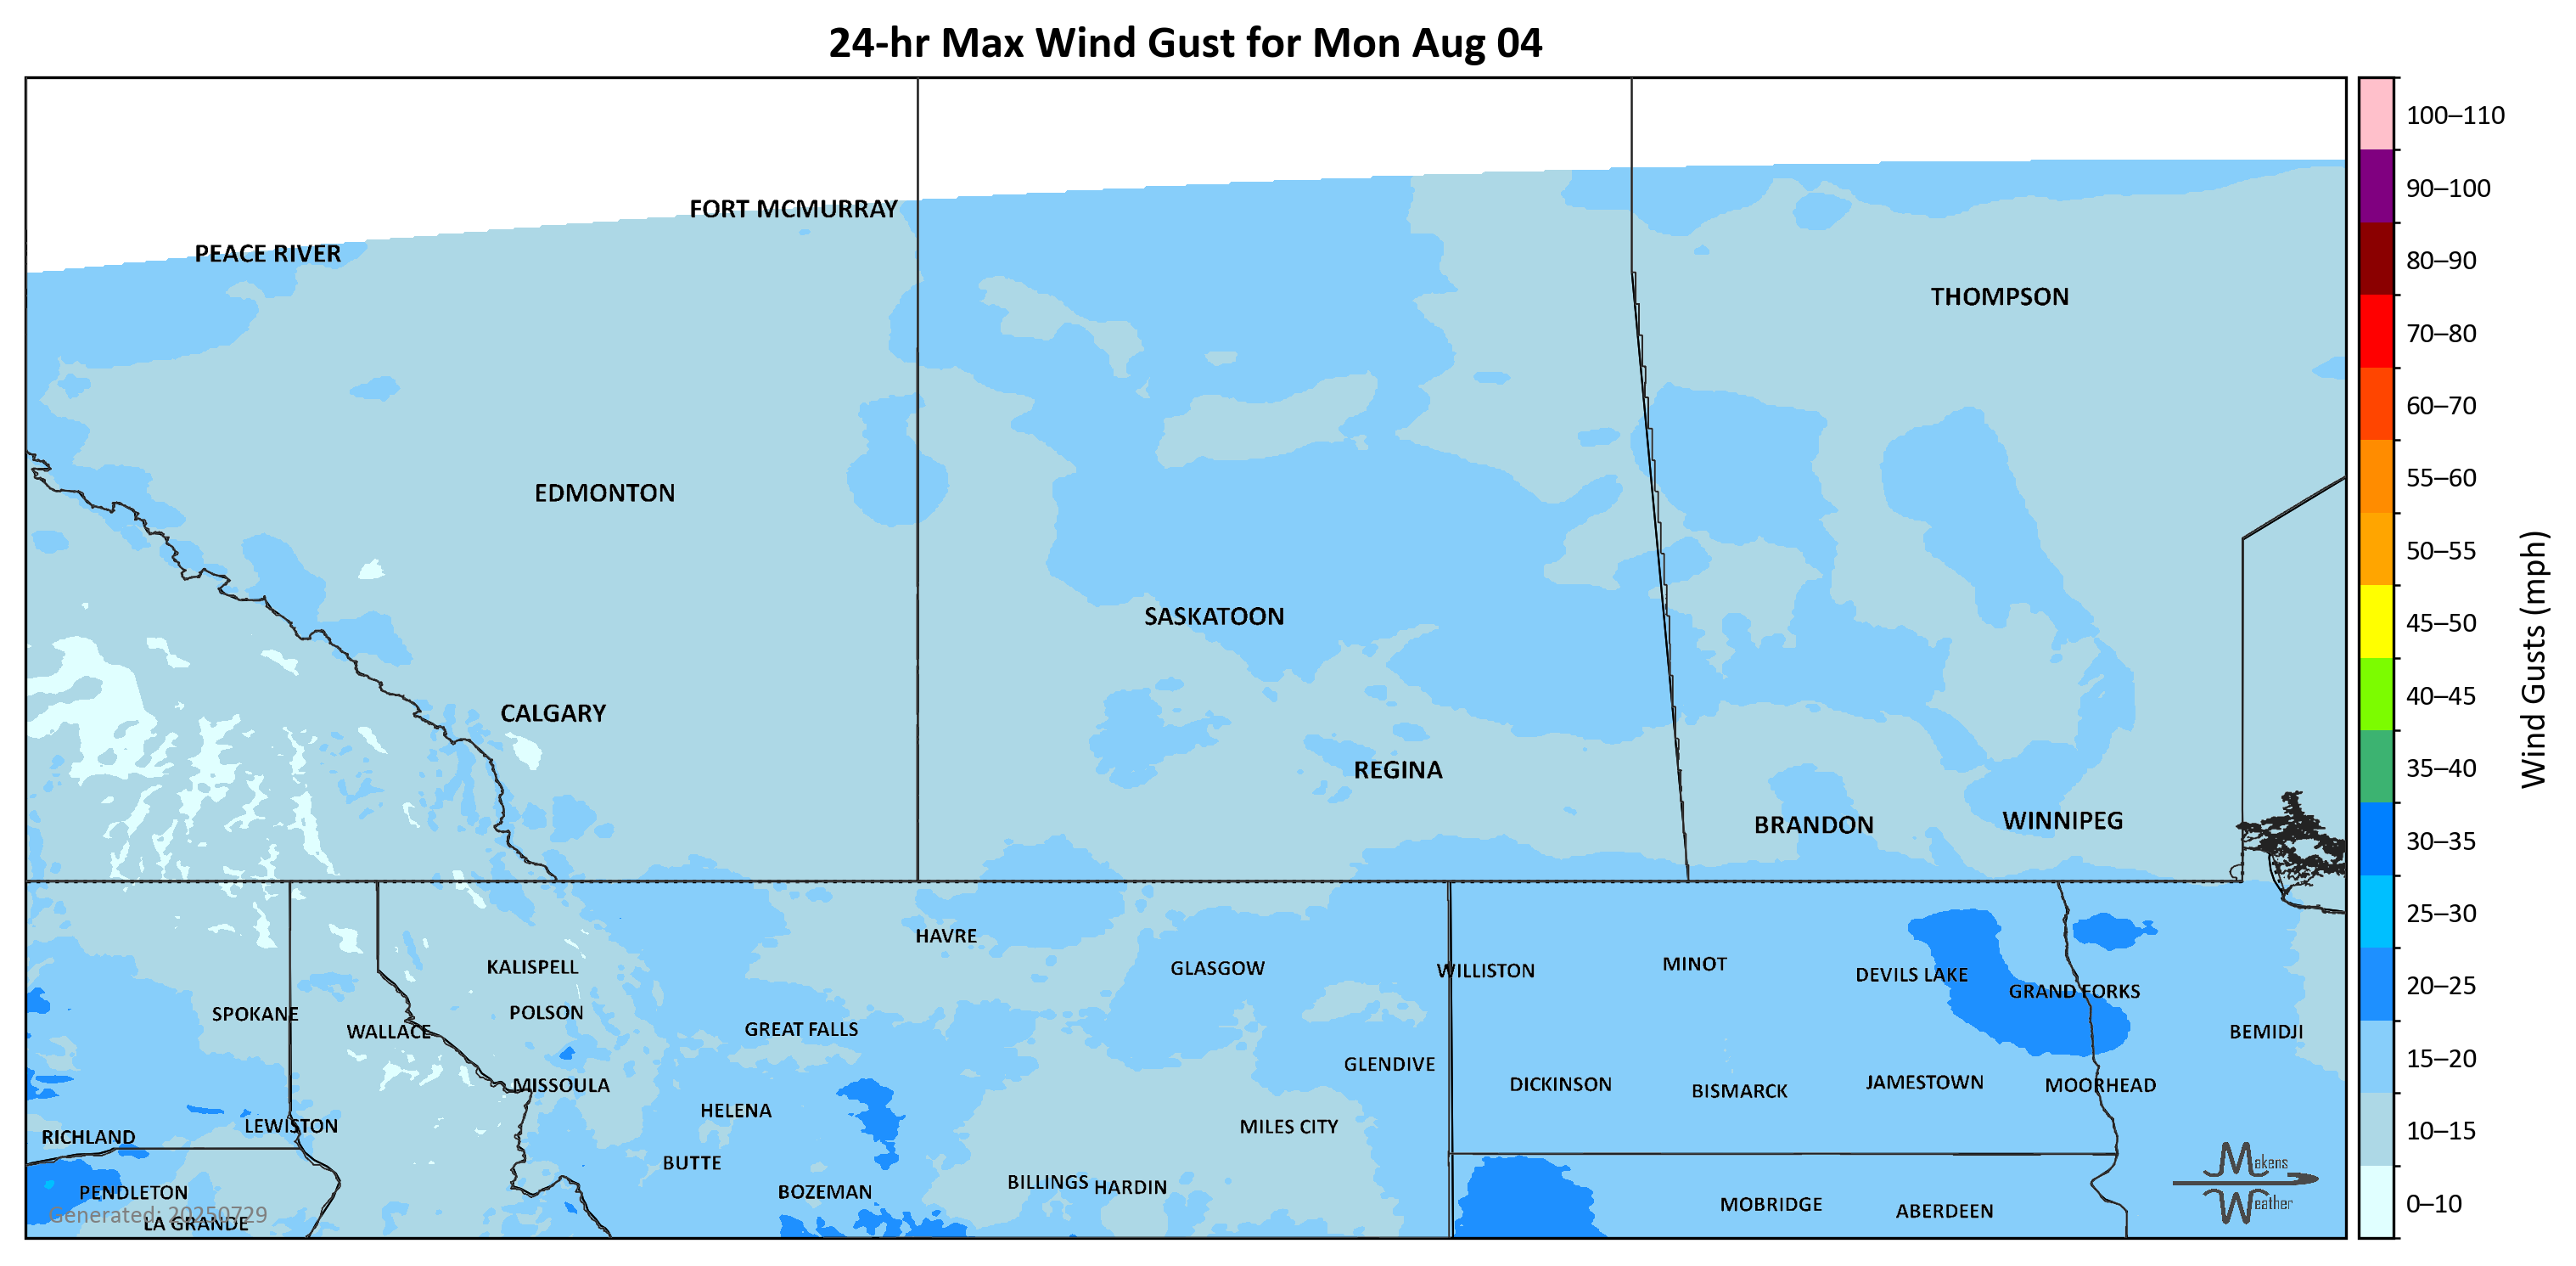 24-hr Max Wind Gust for Mon Aug 04
100–110
90–100
80–90
70–80
60–70
55–60
50–55
45–50
40–45
35–40
30–35
25–30
20–25
15–20
10–15
0–10
Wind Gusts (mph)
FORT MCMURRAY
PEACE RIVER
THOMPSON
EDMONTON
SASKATOON
CALGARY
REGINA
BRANDON
WINNIPEG
HAVRE
KALISPELL
GLASGOW
WILLISTON
MINOT
DEVILS LAKE
GRAND FORKS
SPOKANE
POLSON
WALLACE
GREAT FALLS
BEMIDJI
GLENDIVE
MISSOULA
DICKINSON
BISMARCK
JAMESTOWN
MOORHEAD
HELENA
LEWISTON
MILES CITY
RICHLAND
BUTTE
PENDLETON
BOZEMAN
BILLINGS
HARDIN
MOBRIDGE
ABERDEEN
Generated: 20250729
LA GRANDE
Makens
Weather